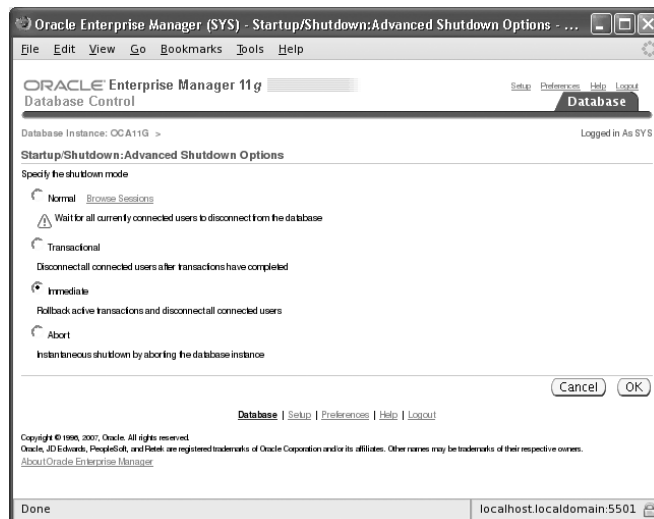 Oracle Enterprise Manager (SYS) - Startup/Shutdown:Advanced Shutdown Options - ...
File Edit View Go Bookmarks Tools Help
ORACLE Enterprise Manager 11g
Database Control
Setup Preferences Help Logout
Database
Database Instance: OCA11G >
Logged in As SYS
Startup/Shutdown:Advanced Shutdown Options
Specify the shutdown mode
Normal Browse Sessions
Wait for all currently connected users to disconnect from the database
Transactional
Disconnect all connected users after transactions have completed
Immediate
Rollback active transactions and disconnect all connected users
Abort
Instantaneous shutdown by aborting the database instance
Cancel OK
Database | Setup | Preferences | Help | Logout
Copyright © 1996, 2007, Oracle. All rights reserved.
Oracle, JD Edwards, PeopleSoft, and Retek are registered trademarks of Oracle Corporation and/or its affiliates. Other names may be trademarks of their respective owners.
About Oracle Enterprise Manager
Done
localhost.localdomain:5501